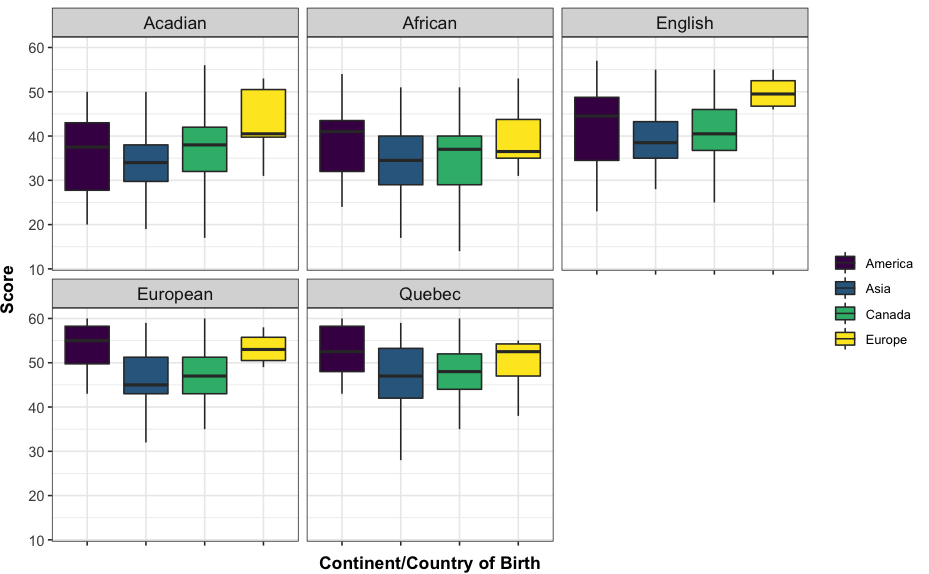 Acadian
African
English
60
50
40
30
20
10
European
Quebec
60
50
40
30
20
10
Score
Continent/Country of Birth
America
Asia
Canada
Europe